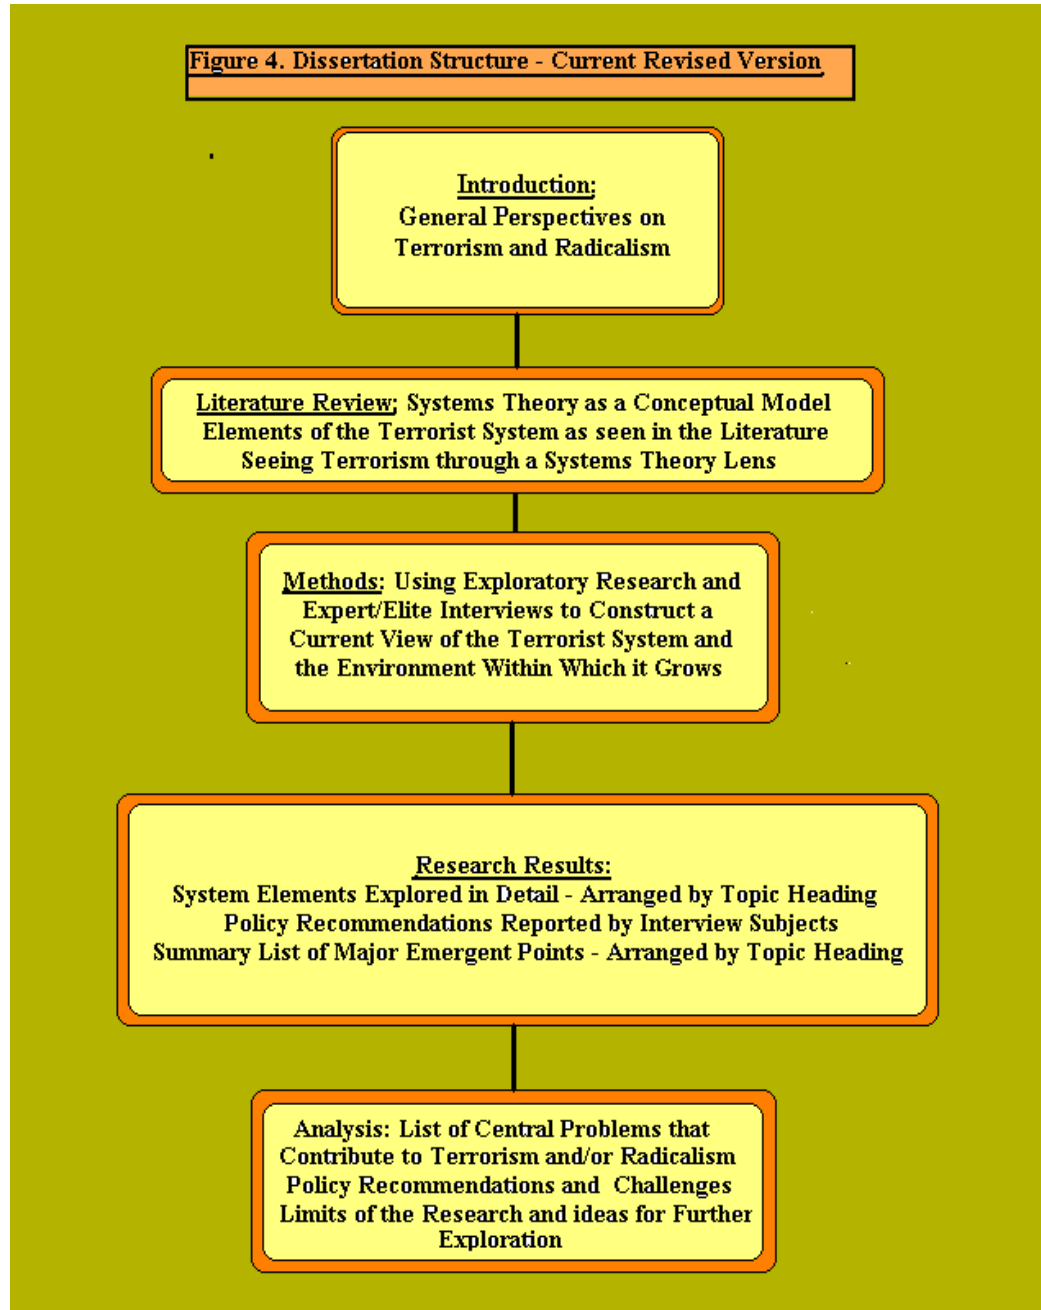 Figure 4. Dissertation Structure - Current Revised Version
Introduction:
General Perspectives on
Terrorism and Radicalism
Literature Review: Systems Theory as a Conceptual Model
Elements of the Terrorist System as seen in the Literature
Seeing Terrorism through a Systems Theory Lens
Methods: Using Exploratory Research and
Expert/Elite Interviews to Construct a
Current View of the Terrorist System and
the Environment Within Which it Grows
Research Results:
System Elements Explored in Detail - Arranged by Topic Heading
Policy Recommendations Reported by Interview Subjects
Summary List of Major Emergent Points - Arranged by Topic Heading
Analysis: List of Central Problems that
Contribute to Terrorism and/or Radicalism
Policy Recommendations and Challenges
Limits of the Research and ideas for Further
Exploration